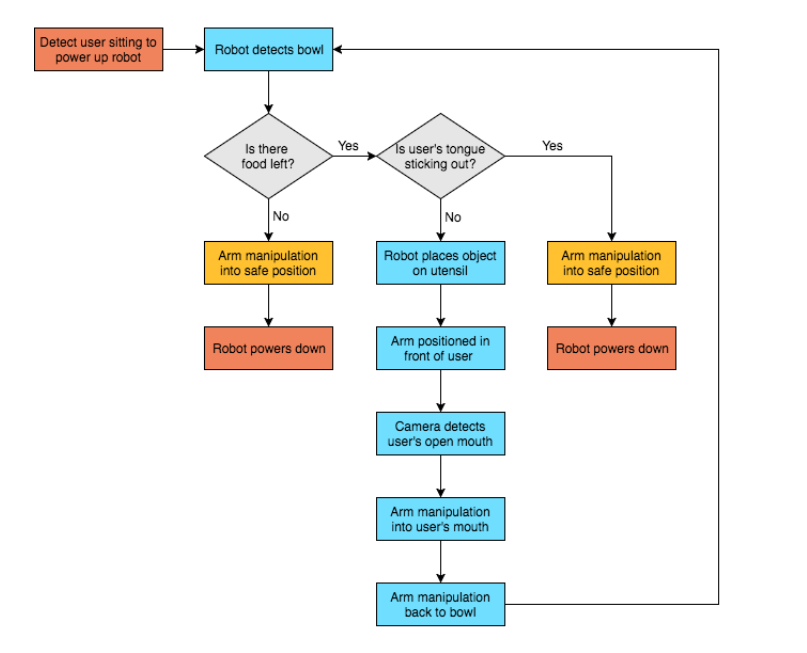 Detect user sitting to
power up robot
Robot detects bowl
Is there
food left?
Yes
Is user's tongue
sticking out?
Yes
No
No
Arm manipulation
into safe position
Robot places object
on utensil
Arm manipulation
into safe position
Robot powers down
Arm positioned in
front of user
Robot powers down
Camera detects
user's open mouth
Arm manipulation
into user's mouth
Arm manipulation
back to bowl